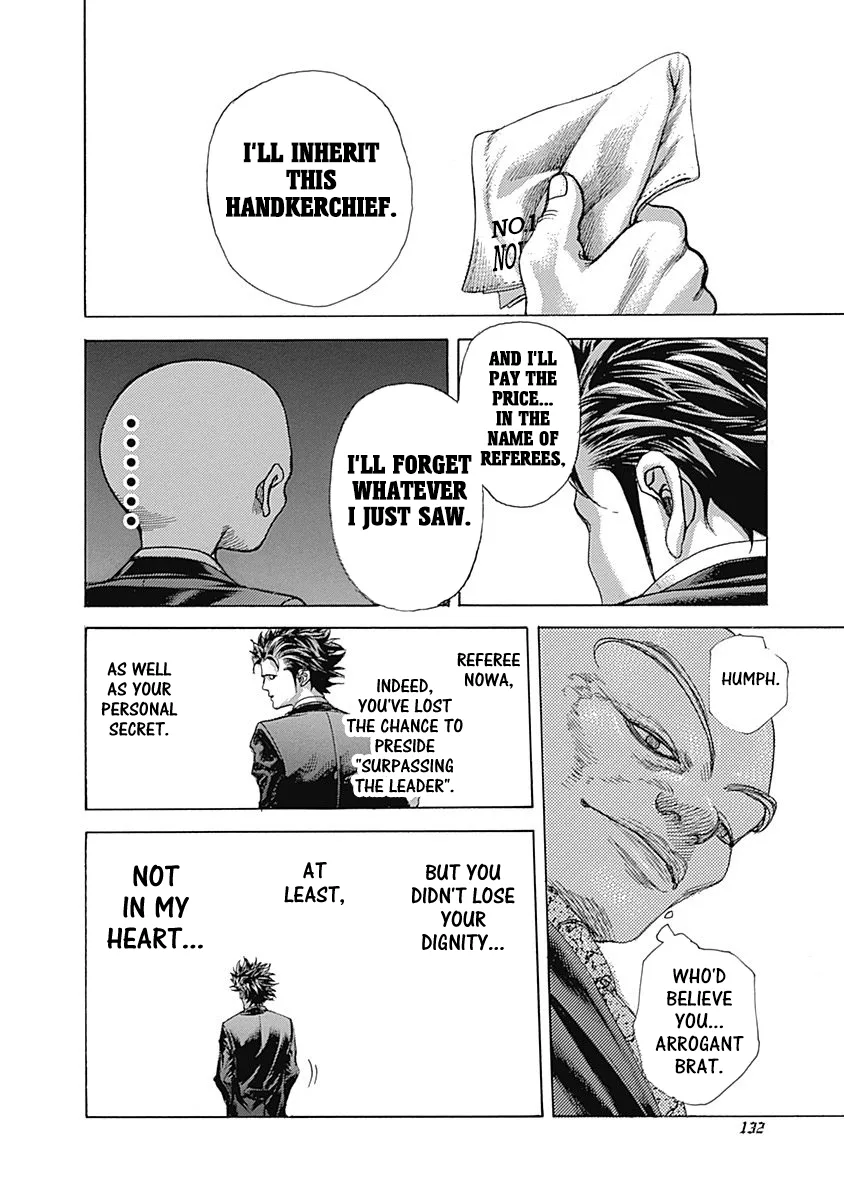 I'LL INHERIT
THIS
HANDKERCHIEF.
NO.1
AND I'LL
PAY THE
PRICE...
IN THE
NAME OF
REFEREES,
I'LL FORGET
WHATEVER
I JUST SAW.
HUMPH.
WHO'D
BELIEVE
YOU...
ARROGANT
BRAT.
REFEREE
NOWA,
INDEED,
YOU'VE LOST
THE CHANCE TO
PRESIDE
"SURPASSING
THE LEADER".
AS WELL
AS YOUR
PERSONAL
SECRET.
BUT YOU
DIDN'T LOSE
YOUR
DIGNITY...
AT
LEAST,
NOT
IN MY
HEART...
132